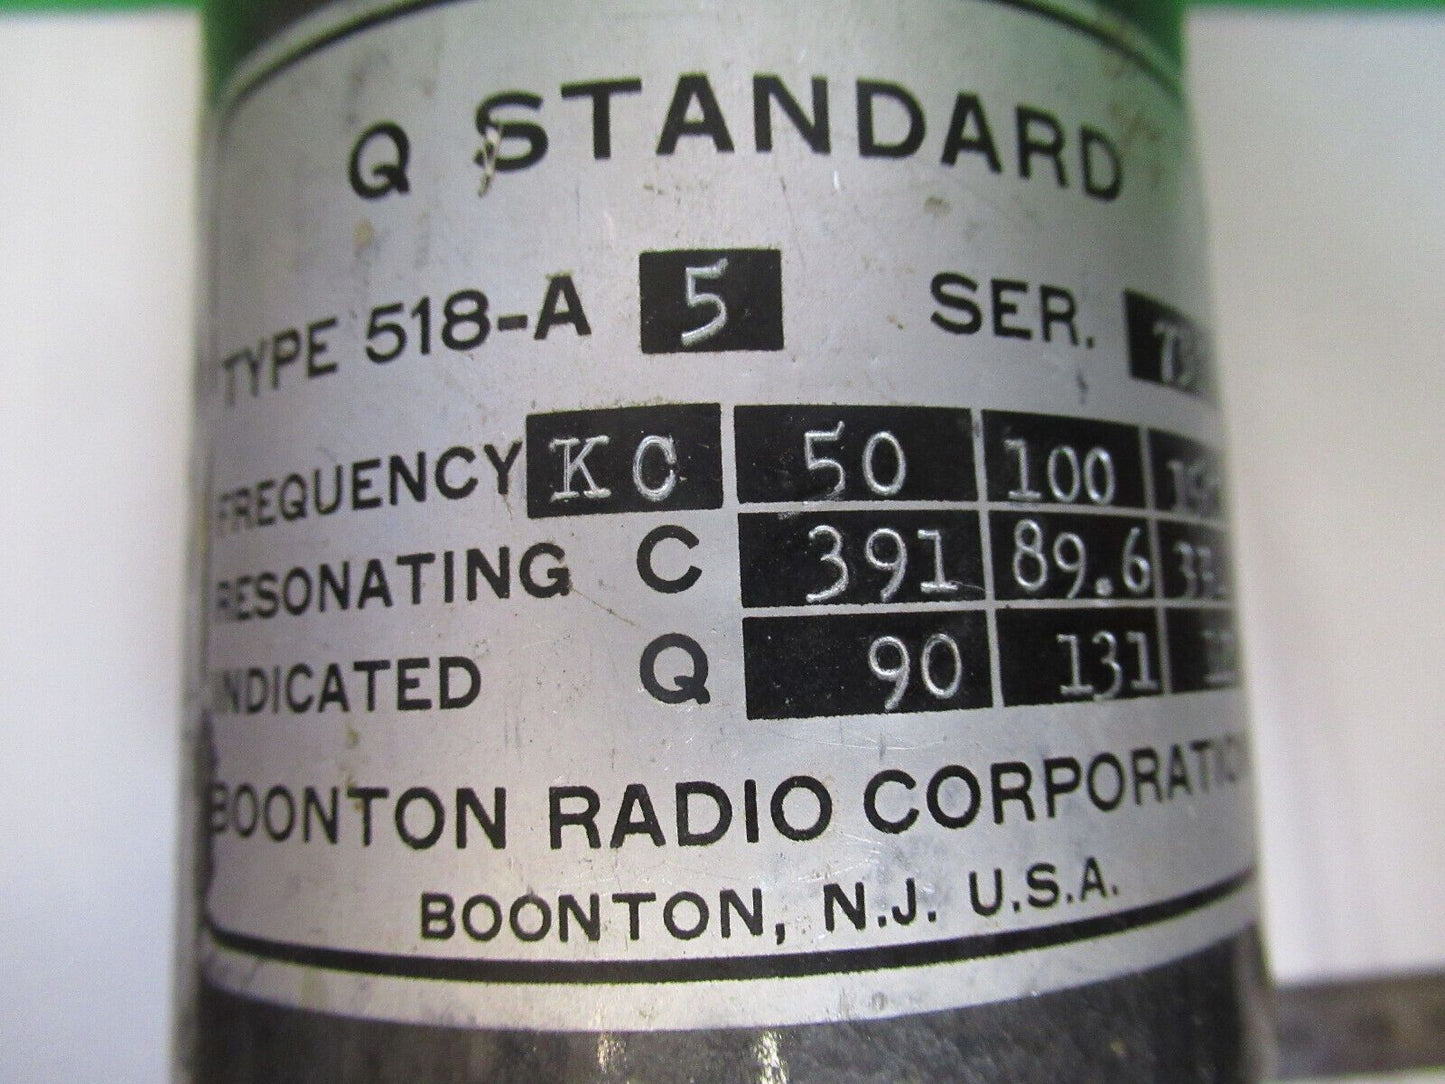 Q STANDARD
TYPE 518-A 5 SER.
FREQUENCY KC 50 100
RESONATING C 391 89.6
INDICATED Q 90 131
BOONTON RADIO CORPORATION
BOONTON, N.J. U.S.A.